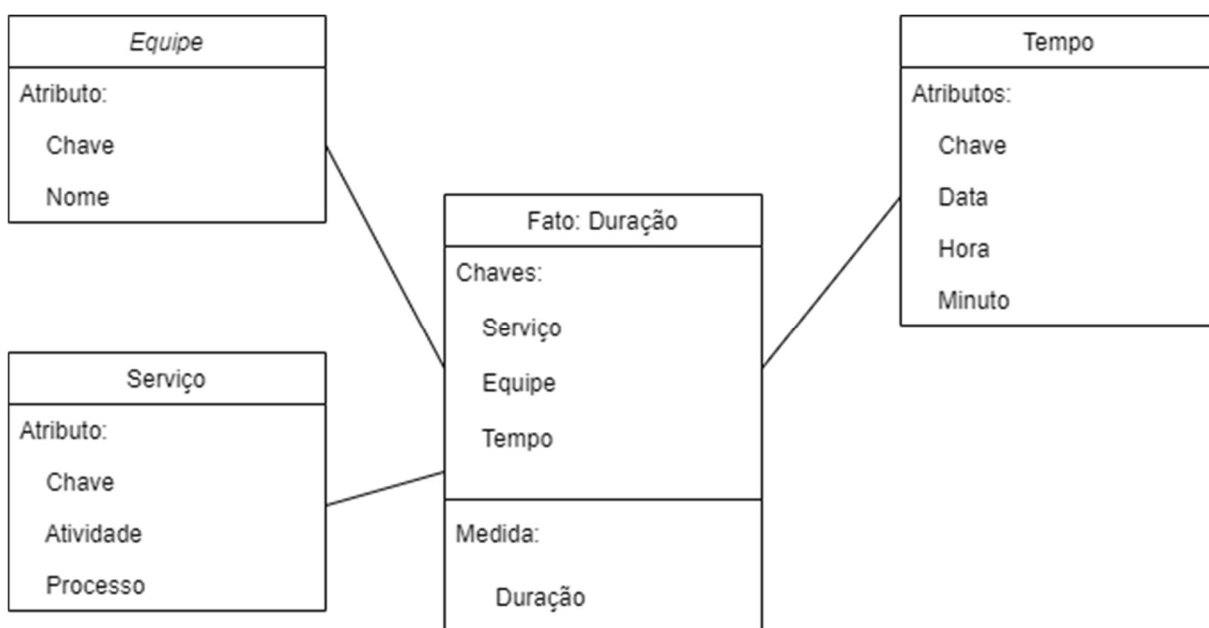 Equipe
Atributo:
Chave
Nome
Serviço
Atributo:
Chave
Atividade
Processo
Fato: Duração
Chaves:
Serviço
Equipe
Tempo
Medida:
Duração
Tempo
Atributos:
Chave
Data
Hora
Minuto